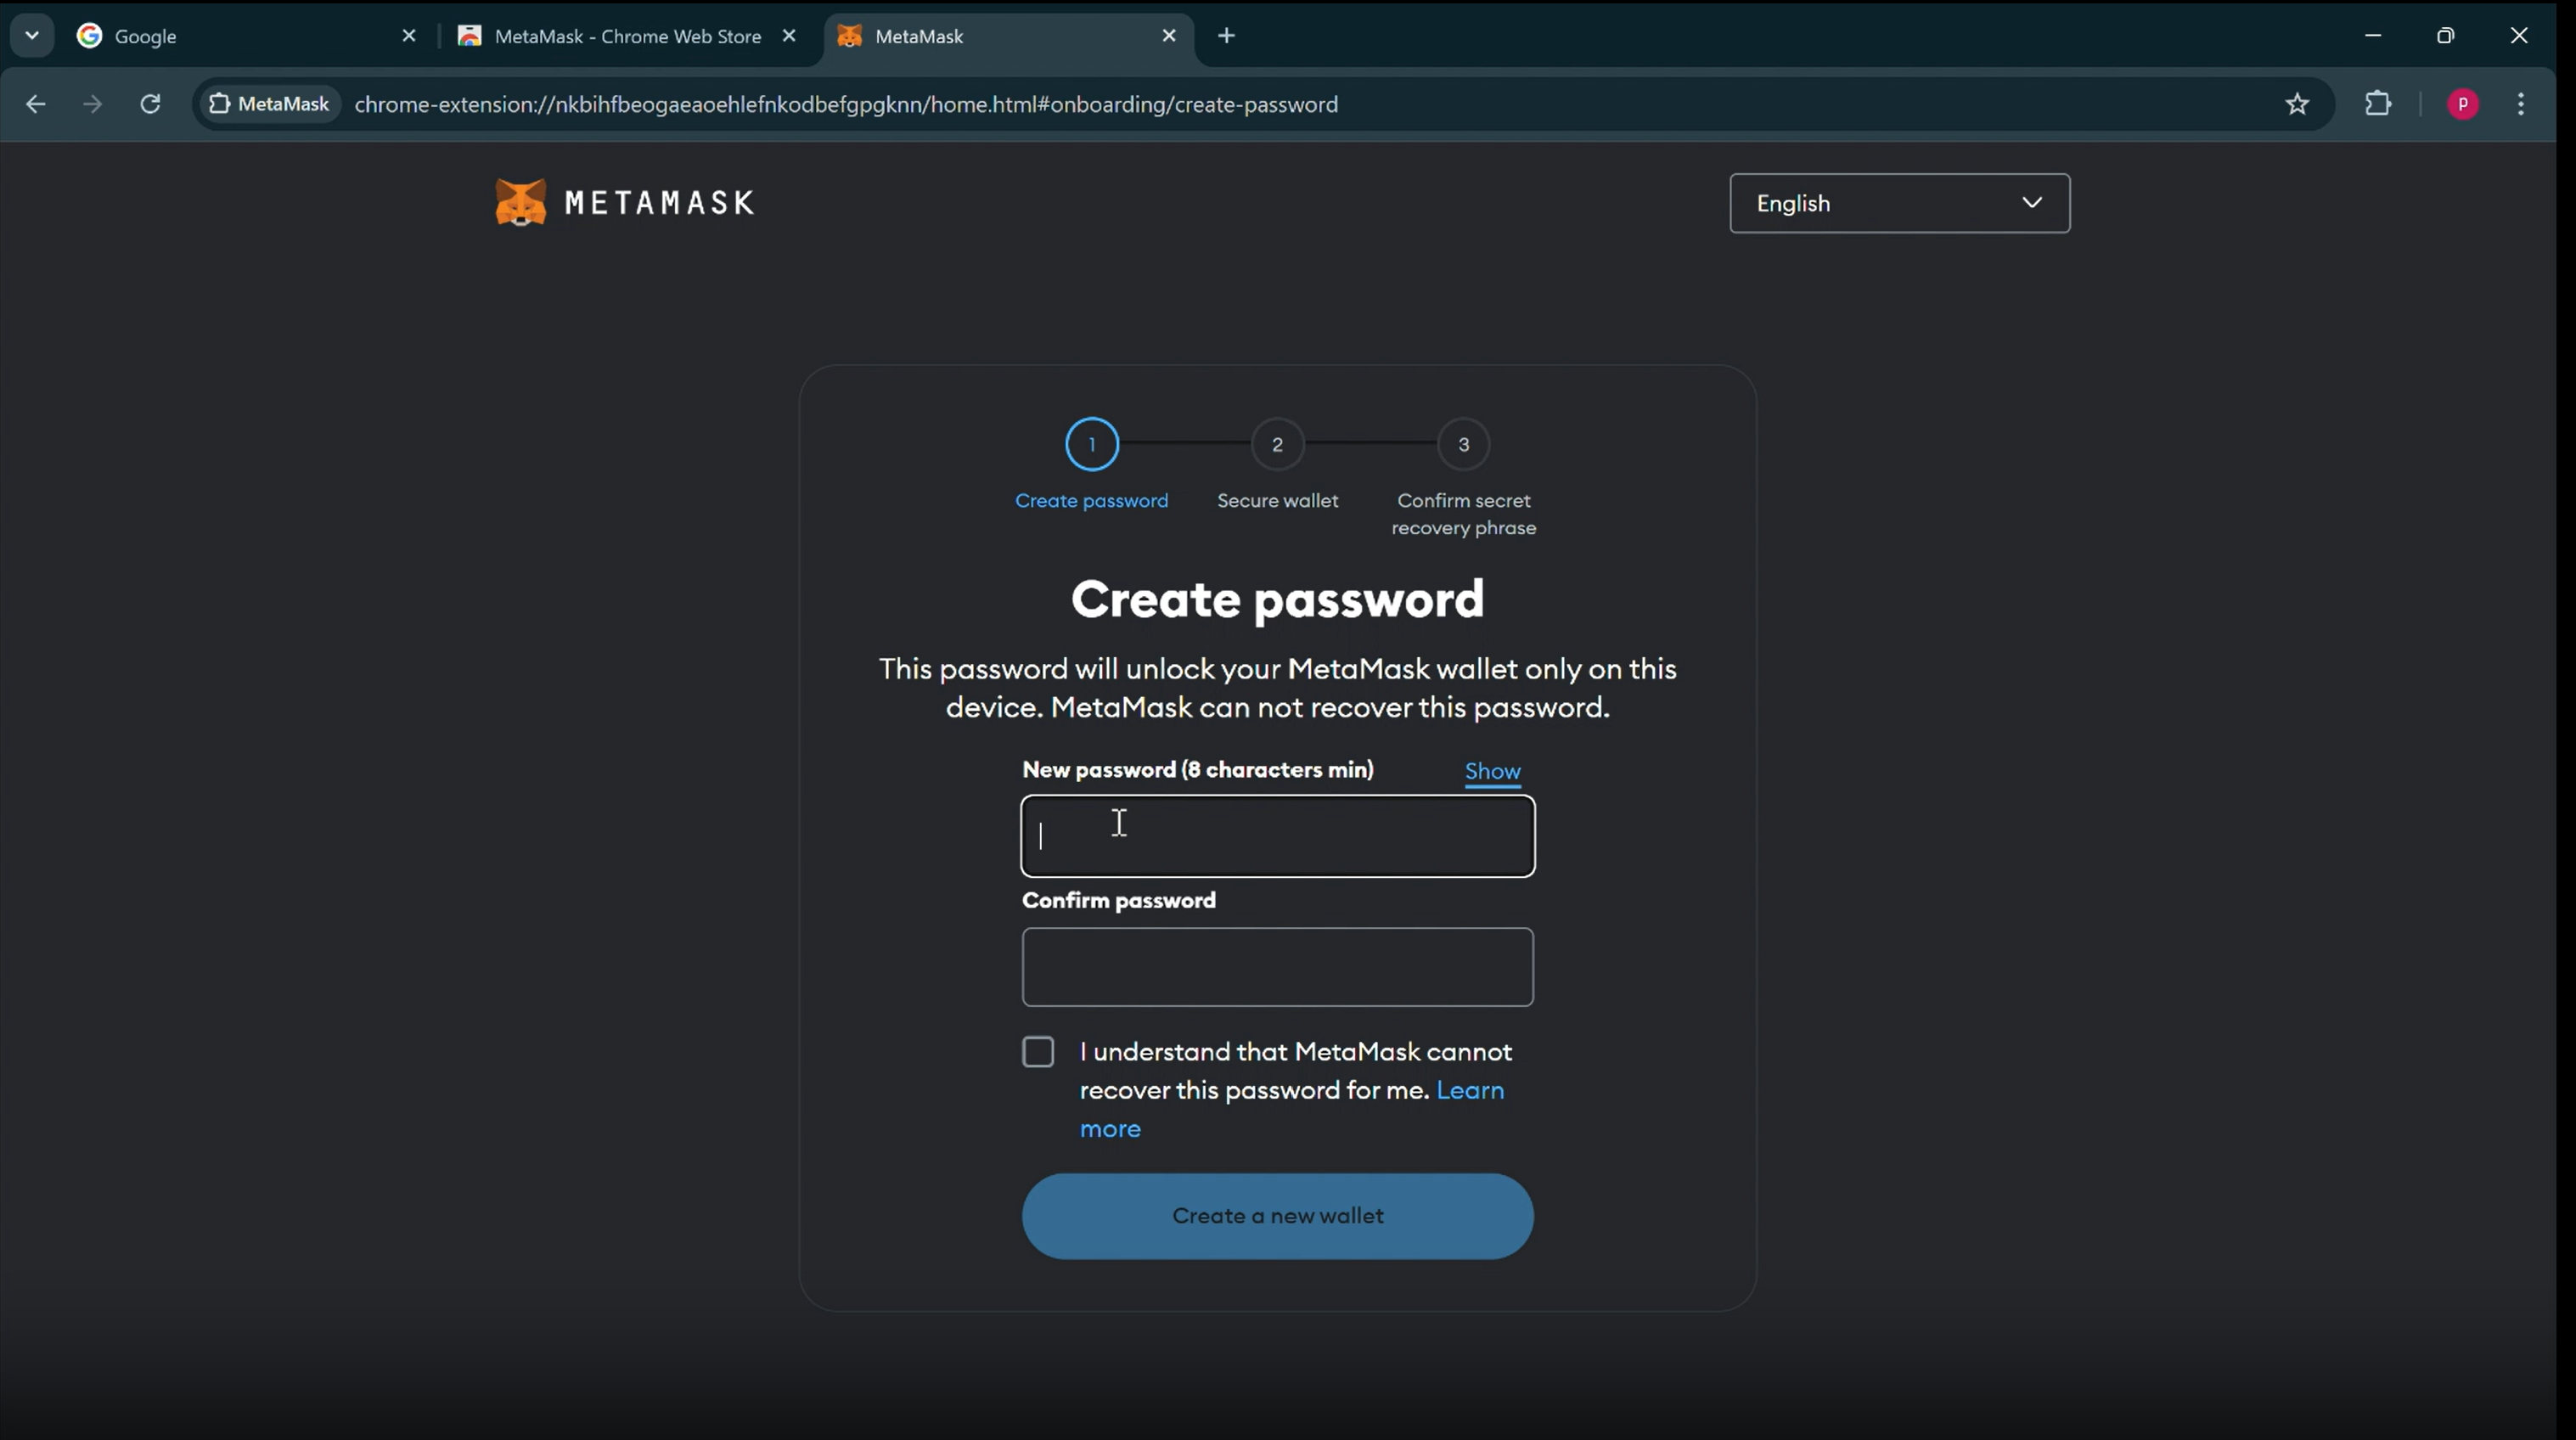 Google
MetaMask - Chrome Web Store
MetaMask
MetaMask
chrome-extension://nkbihfbeogaeaoehlefnkodbefgpgknn/home.html#onboarding/create-password
P
METAMASK
English
1
2
3
Create password
Secure wallet
Confirm secret
recovery phrase
Create password
This password will unlock your MetaMask wallet only on this
device. MetaMask can not recover this password.
New password (8 characters min)
Show
Confirm password
I understand that MetaMask cannot
recover this password for me. Learn
more
Create a new wallet